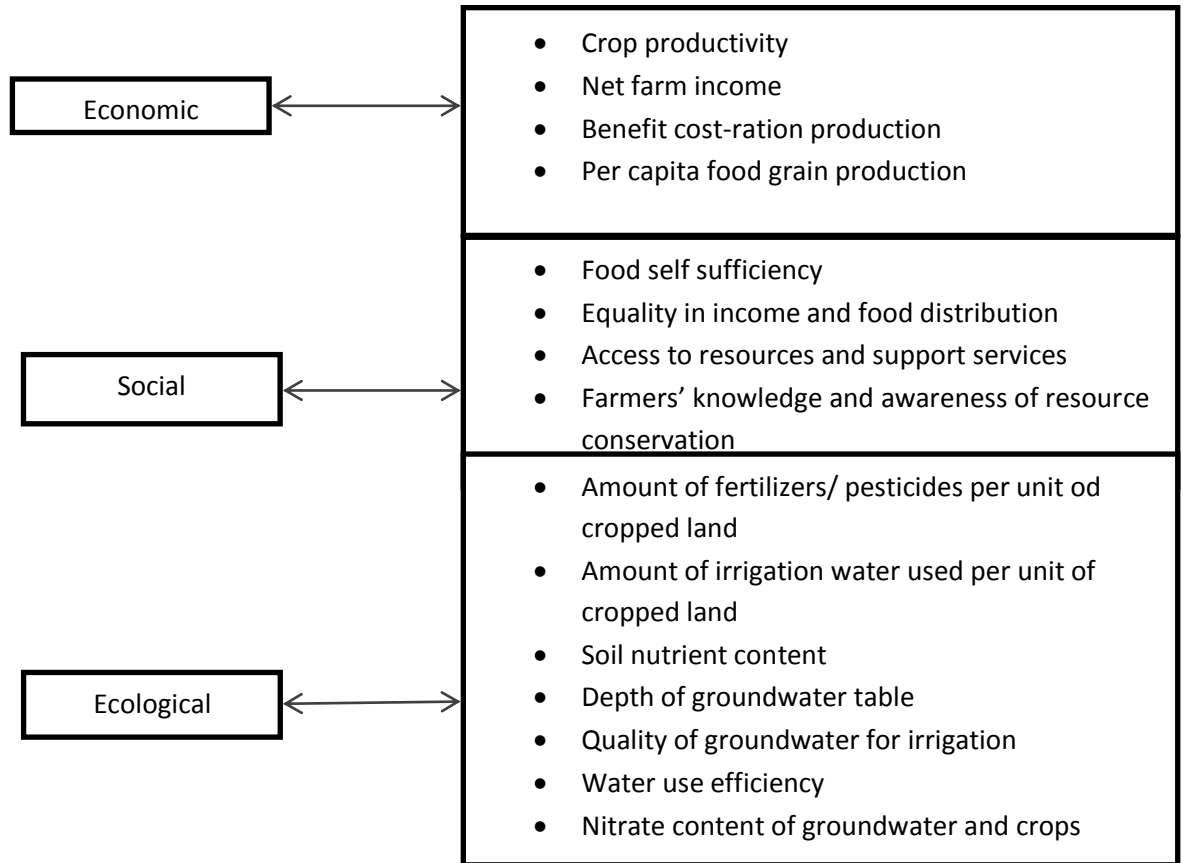 Economic
• Crop productivity
• Net farm income
• Benefit cost-ration production
• Per capita food grain production
Social
• Food self sufficiency
• Equality in income and food distribution
• Access to resources and support services
• Farmers’ knowledge and awareness of resource
conservation
Ecological
• Amount of fertilizers/ pesticides per unit od
cropped land
• Amount of irrigation water used per unit of
cropped land
• Soil nutrient content
• Depth of groundwater table
• Quality of groundwater for irrigation
• Water use efficiency
• Nitrate content of groundwater and crops